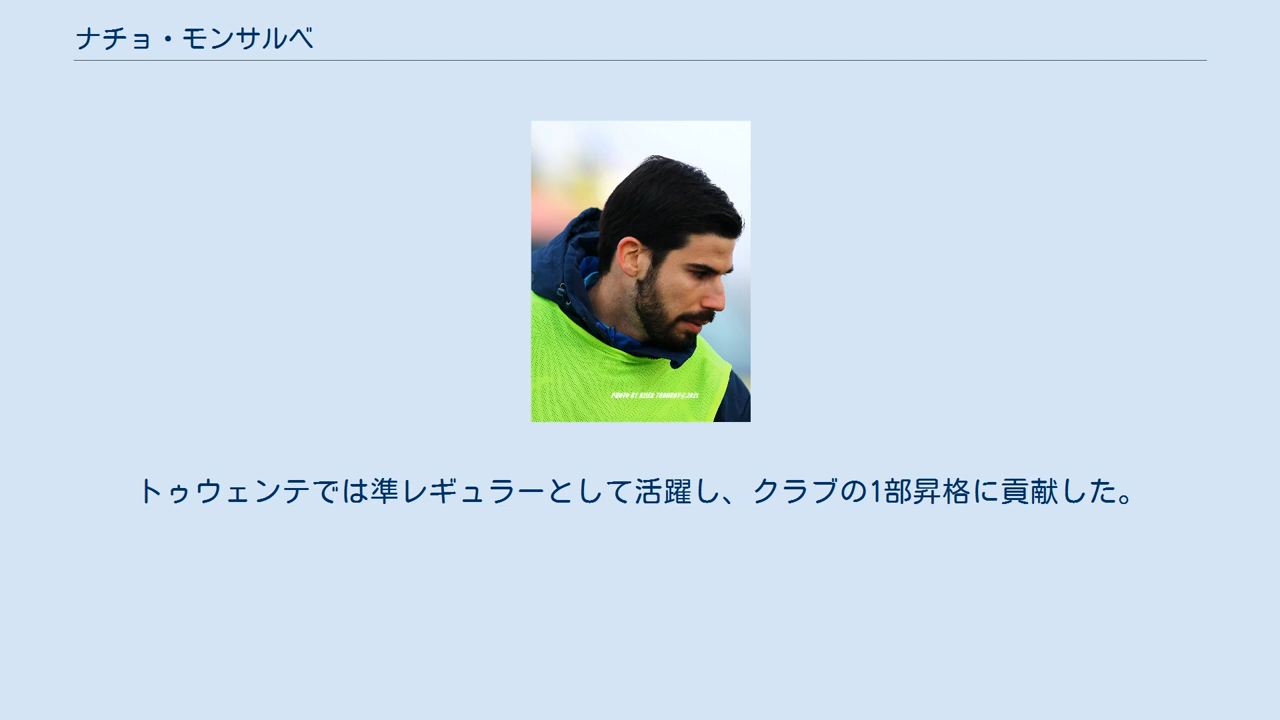 ナチョ・モンサルベ
トゥウェンテでは準レギュラーとして活躍し、クラブの1部昇格に貢献した。